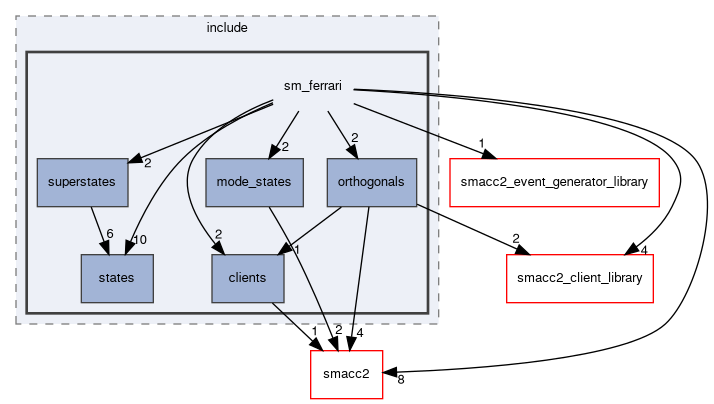 include
sm_ferrari
2
2
2
1
superstates
mode_states
orthogonals
smacc2_event_generator_library
6
10
2
1
2
4
states
clients
smacc2_client_library
1
2
4
smacc2
8